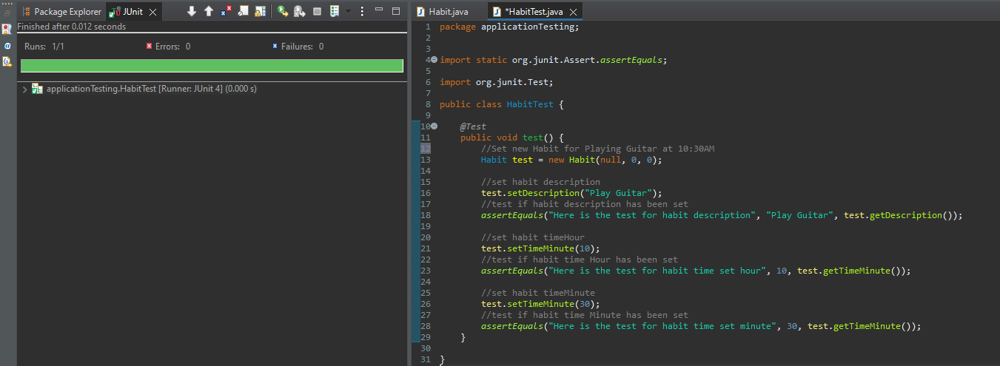 Package Explorer JUnit
Finished after 0.012 seconds
Runs: 1/1 Errors: 0 Failures: 0
applicationTesting.HabitTest [Runner: JUnit 4] (0.000 s)
Habit.java *HabitTest.java
1 package applicationTesting;
2
3
4 import static org.junit.Assert.assertEquals;
5
6 import org.junit.Test;
7
8 public class HabitTest {
9
10 @Test
11 public void test() {
12 //Set new Habit for Playing Guitar at 10:30AM
13 Habit test = new Habit(null, 0, 0);
14
15 //set habit description
16 test.setDescription("Play Guitar");
17 //test if habit description has been set
18 assertEquals("Here is the test for habit description", "Play Guitar", test.getDescription());
19
20 //set habit timeHour
21 test.setTimeMinute(10);
22 //test if habit time Hour has been set
23 assertEquals("Here is the test for habit time set hour", 10, test.getTimeMinute());
24
25 //set habit timeMinute
26 test.setTimeMinute(30);
27 //test if habit time Minute has been set
28 assertEquals("Here is the test for habit time set minute", 30, test.getTimeMinute());
29 }
30
31 }